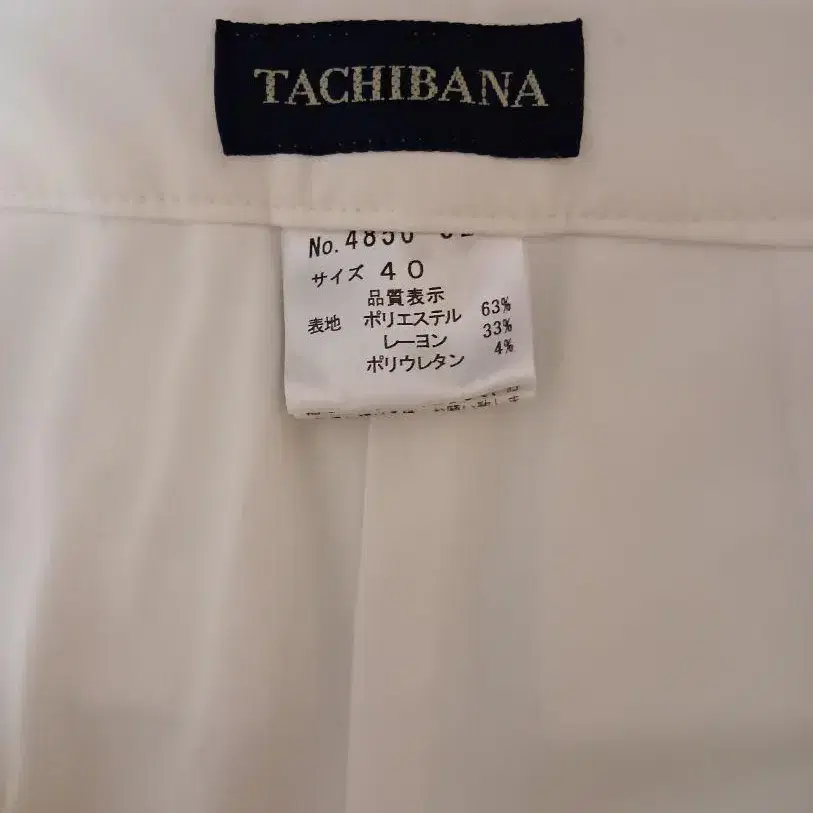 TACHIBANA
No. 4850
サイズ 40
品質表示
表地 ポリエステル 63%
レーヨン 33%
ポリウレタン 4%